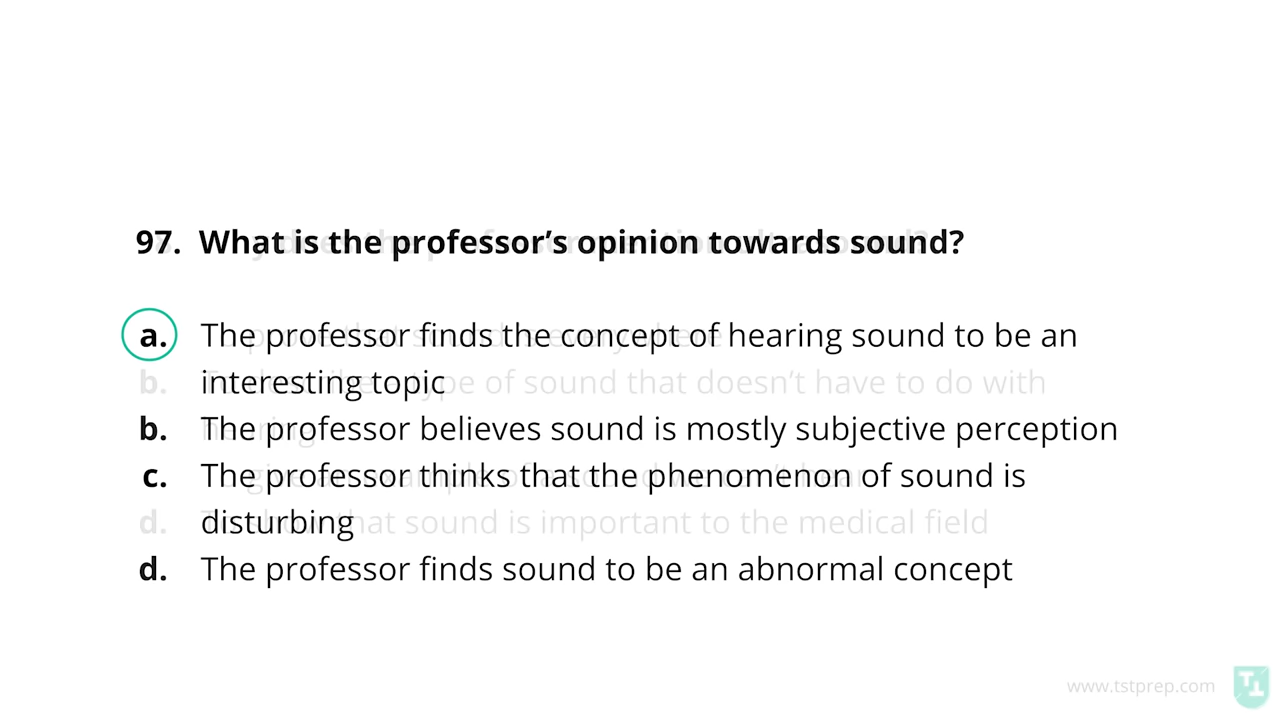 97. What is the professor's opinion towards sound?
a. The professor finds the concept of hearing sound to be an
interesting topic
b. The professor believes sound is mostly subjective perception
c. The professor thinks that the phenomenon of sound is
disturbing
d. The professor finds sound to be an abnormal concept
www.tstprep.com